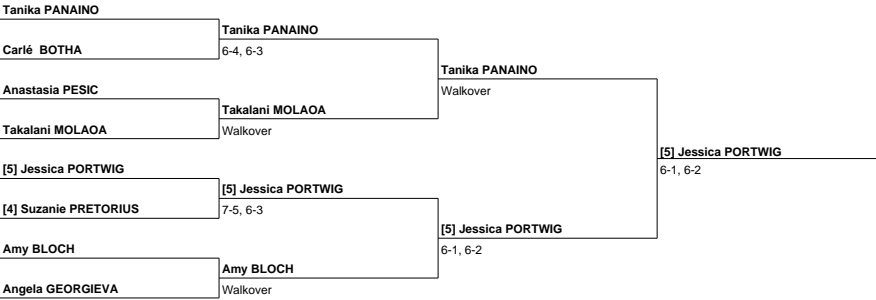 Tanika PANAINO
Carlé BOTHA
Anastasia PESIC
Takalani MOLAOA
[5] Jessica PORTWIG
[4] Suzanie PRETORIUS
Amy BLOCH
Angela GEORGIEVA
Tanika PANAINO
6-4, 6-3
Takalani MOLAOA
Walkover
[5] Jessica PORTWIG
7-5, 6-3
Amy BLOCH
Walkover
Tanika PANAINO
Walkover
[5] Jessica PORTWIG
6-1, 6-2
[5] Jessica PORTWIG
6-1, 6-2